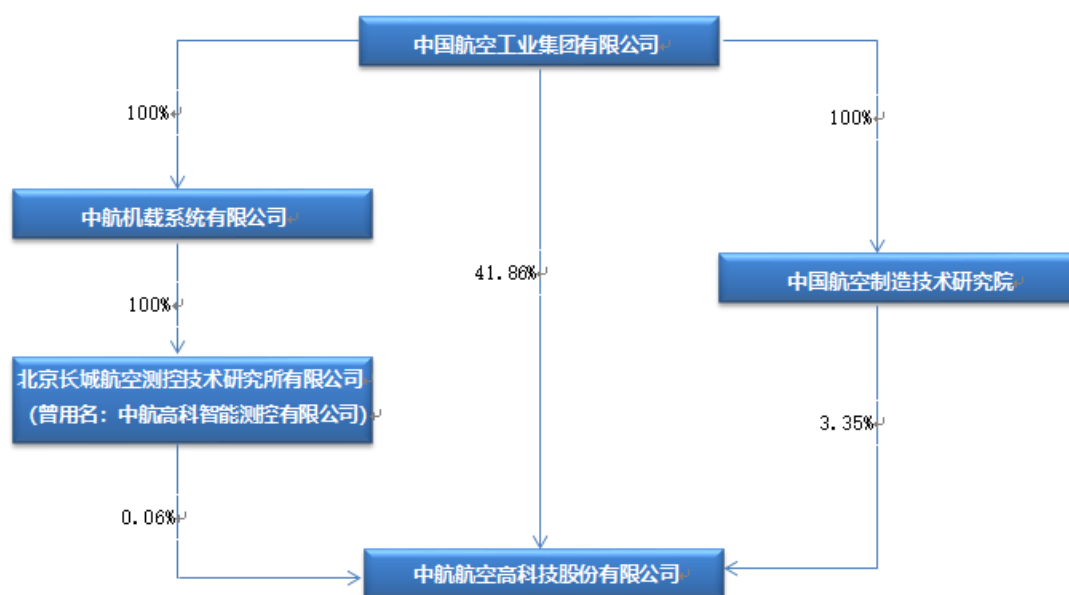 中国航空工业集团有限公司
100%
100%
中航机载系统有限公司
41.86%
中国航空制造技术研究院
100%
北京长城航空测控技术研究所有限公司
(曾用名：中航高科智能测控有限公司)
3.35%
0.06%
中航航空高科技股份有限公司